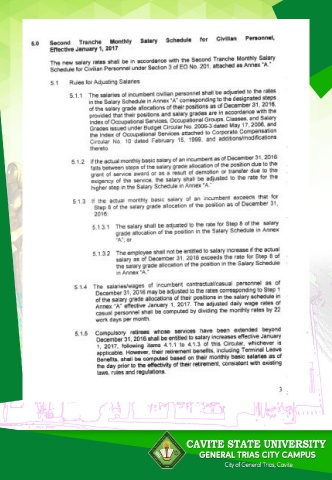 5.0 Second Tranche Monthly Salary Schedule for Civilian Personnel,
Effective January 1, 2017
The new salary rates shall be in accordance with the Second Tranche Monthly Salary
Schedule for Civilian Personnel under Section 3 of EO No. 201, attached as Annex "A."
5.1 Rules for Adjusting Salaries
5.1.1 The salaries of incumbent civilian personnel shall be adjusted to the rates
in the Salary Schedule in Annex "A" corresponding to the designated steps
of the salary grade allocations of their positions as of December 31, 2016,
provided that their positions and salary grades are in accordance with the
Index of Occupational Services, Occupational Groups, Classes, and Salary
Grades issued under Budget Circular No. 2006-3 dated May 17, 2006, and
the Index of Occupational Services attached to Corporate Compensation
Circular No. 10 dated February 15, 1999, and additions/modifications
thereto.
5.1.2 If the actual monthly basic salary of an incumbent as of December 31, 2016
falls between steps of the salary grade allocation of the position due to the
grant of service award or as a result of demotion or transfer due to the
exigency of the service, the salary shall be adjusted to the rate for the
higher step in the Salary Schedule in Annex "A."
5.1.3 If the actual monthly basic salary of an incumbent exceeds that for
Step 8 of the salary grade allocation of the position as of December 31,
2016:
5.1.3.1 The salary shall be adjusted to the rate for Step 8 of the salary
grade allocation of the position in the Salary Schedule in Annex
"A"; or
5.1.3.2 The employee shall not be entitled to salary increase if the actual
salary as of December 31, 2016 exceeds the rate for Step 8 of
the salary grade allocation of the position in the Salary Schedule
in Annex "A."
5.1.4 The salaries/wages of incumbent contractual/casual personnel as of
December 31, 2016 may be adjusted to the rates corresponding to Step 1
of the salary grade allocations of their positions in the salary schedule in
Annex "A" effective January 1, 2017. The adjusted daily wage rates of
casual personnel shall be computed by dividing the monthly rates by 22
work days per month.
5.1.5 Compulsory retirees whose services have been extended beyond
December 31, 2016 shall be entitled to salary increases effective January
1, 2017, following items 4.1.1 to 4.1.3 of this Circular, whichever is
applicable. However, their retirement benefits, including Terminal Leave
Benefits, shall be computed based on their monthly basic salaries as of
the day prior to the effectivity of their retirement, consistent with existing
laws, rules and regulations.
3
CAVITE STATE UNIVERSITY
GENERAL TRIAS CITY CAMPUS
City of General Trias, Cavite